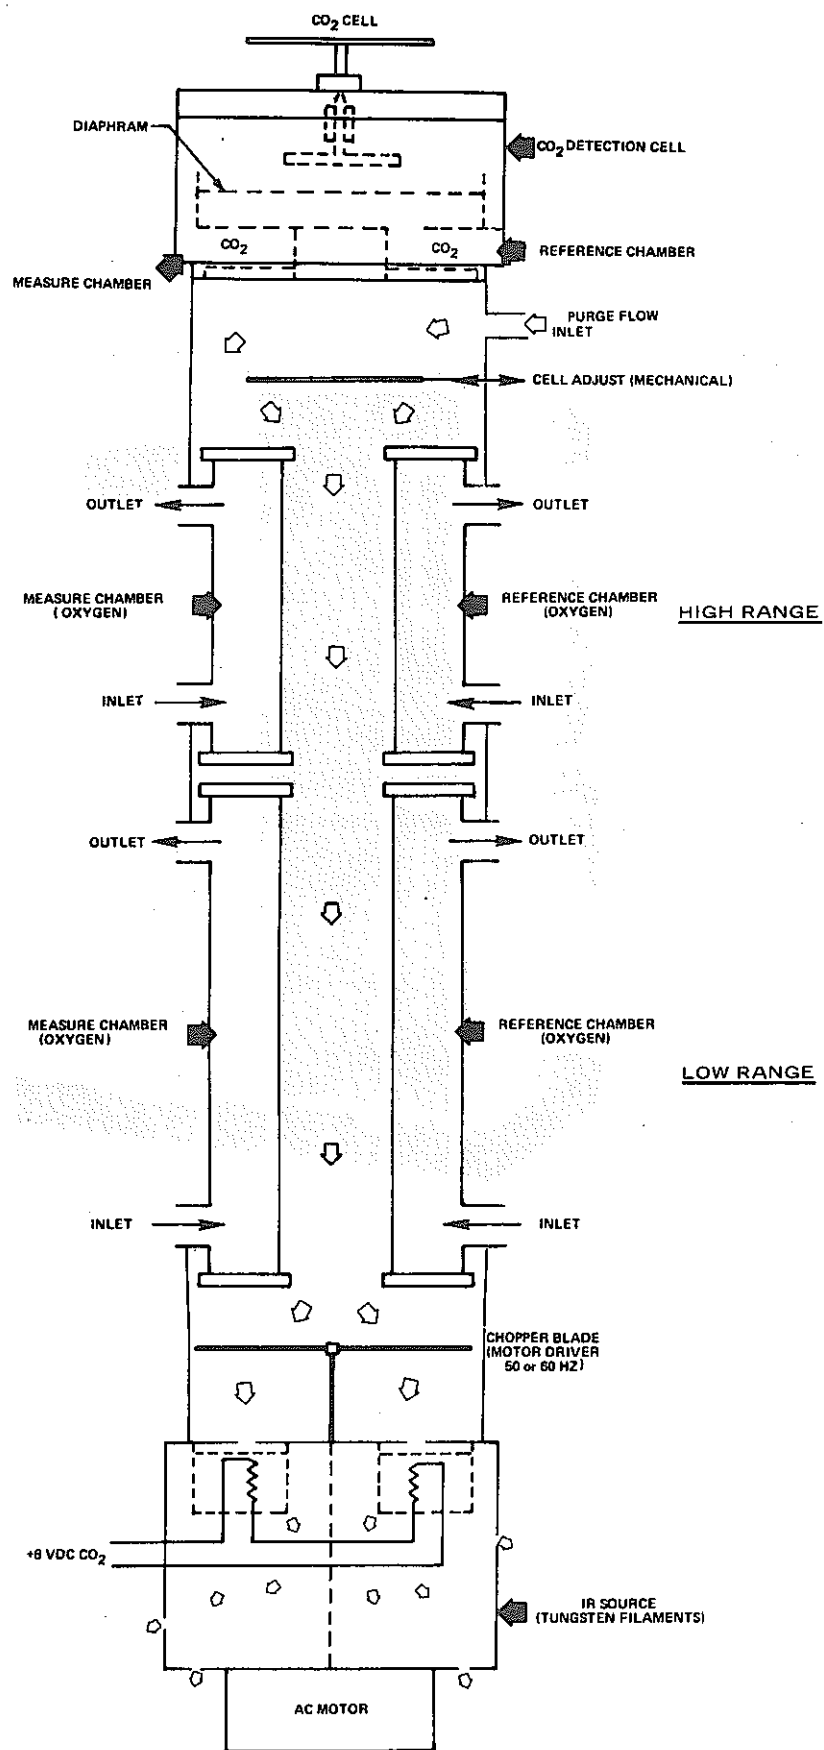 CO2 CELL
DIAPHRAM
CO2 DETECTION CELL
CO2
CO2
REFERENCE CHAMBER
MEASURE CHAMBER
PURGE FLOW
INLET
CELL ADJUST (MECHANICAL)
OUTLET
OUTLET
MEASURE CHAMBER
(OXYGEN)
REFERENCE CHAMBER
(OXYGEN)
HIGH RANGE
INLET
INLET
OUTLET
OUTLET
MEASURE CHAMBER
(OXYGEN)
REFERENCE CHAMBER
(OXYGEN)
LOW RANGE
INLET
INLET
CHOPPER BLADE
(MOTOR DRIVER
50 or 60 HZ)
+8 VDC CO2
IR SOURCE
(TUNGSTEN FILAMENTS)
AC MOTOR